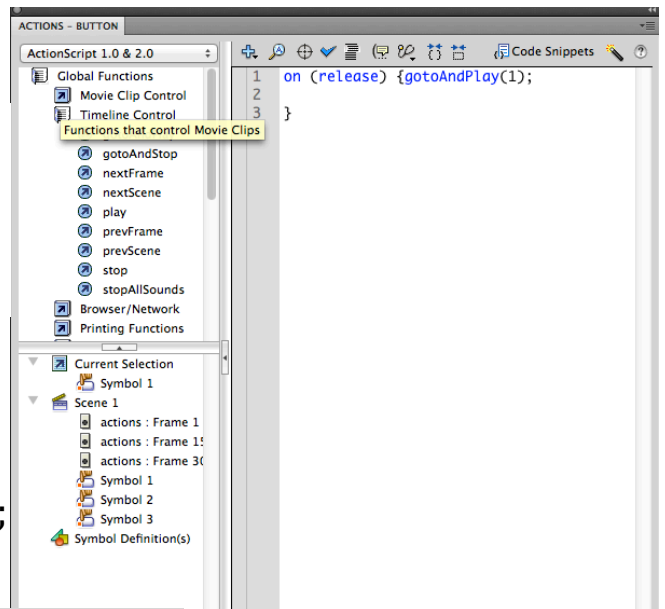 ACTIONS - BUTTON
ActionScript 1.0 & 2.0
Code Snippets
Global Functions
Movie Clip Control
Timeline Control
Functions that control Movie Clips
gotoAndStop
nextFrame
nextScene
play
prevFrame
prevScene
stop
stopAllSounds
Browser/Network
Printing Functions
Current Selection
Symbol 1
Scene 1
actions : Frame 1
actions : Frame 15
actions : Frame 30
Symbol 1
Symbol 2
Symbol 3
Symbol Definition(s)
1 on (release) {gotoAndPlay(1);
2
3 }
;